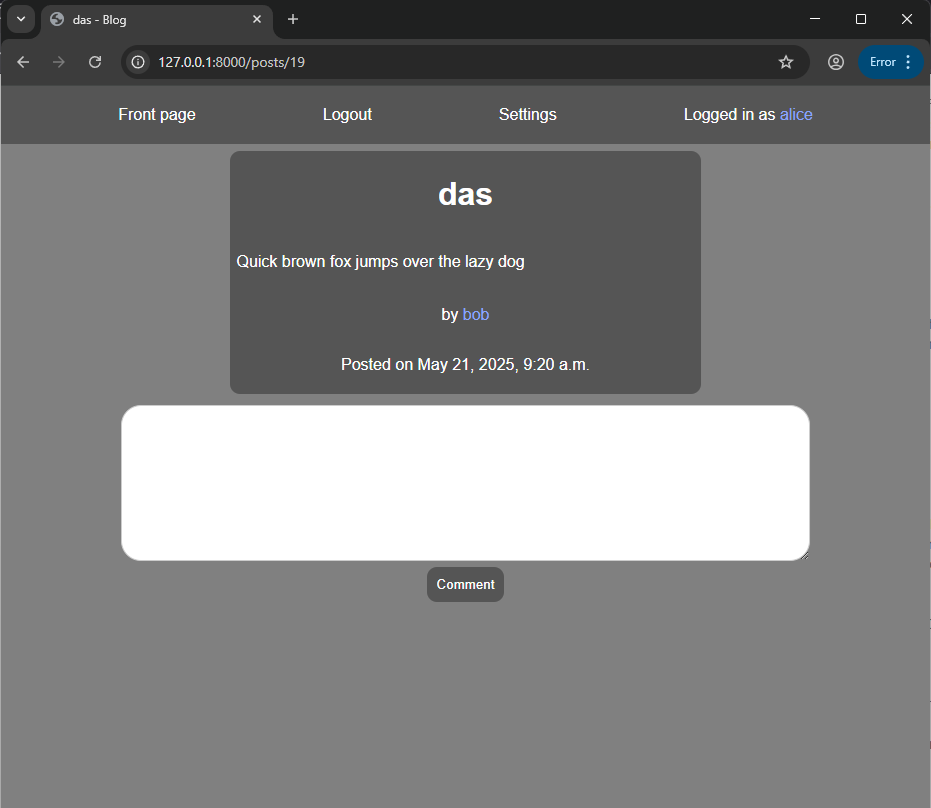 das - Blog
127.0.0.1:8000/posts/19
Error
Front page Logout Settings Logged in as alice
das
Quick brown fox jumps over the lazy dog
by bob
Posted on May 21, 2025, 9:20 a.m.
Comment